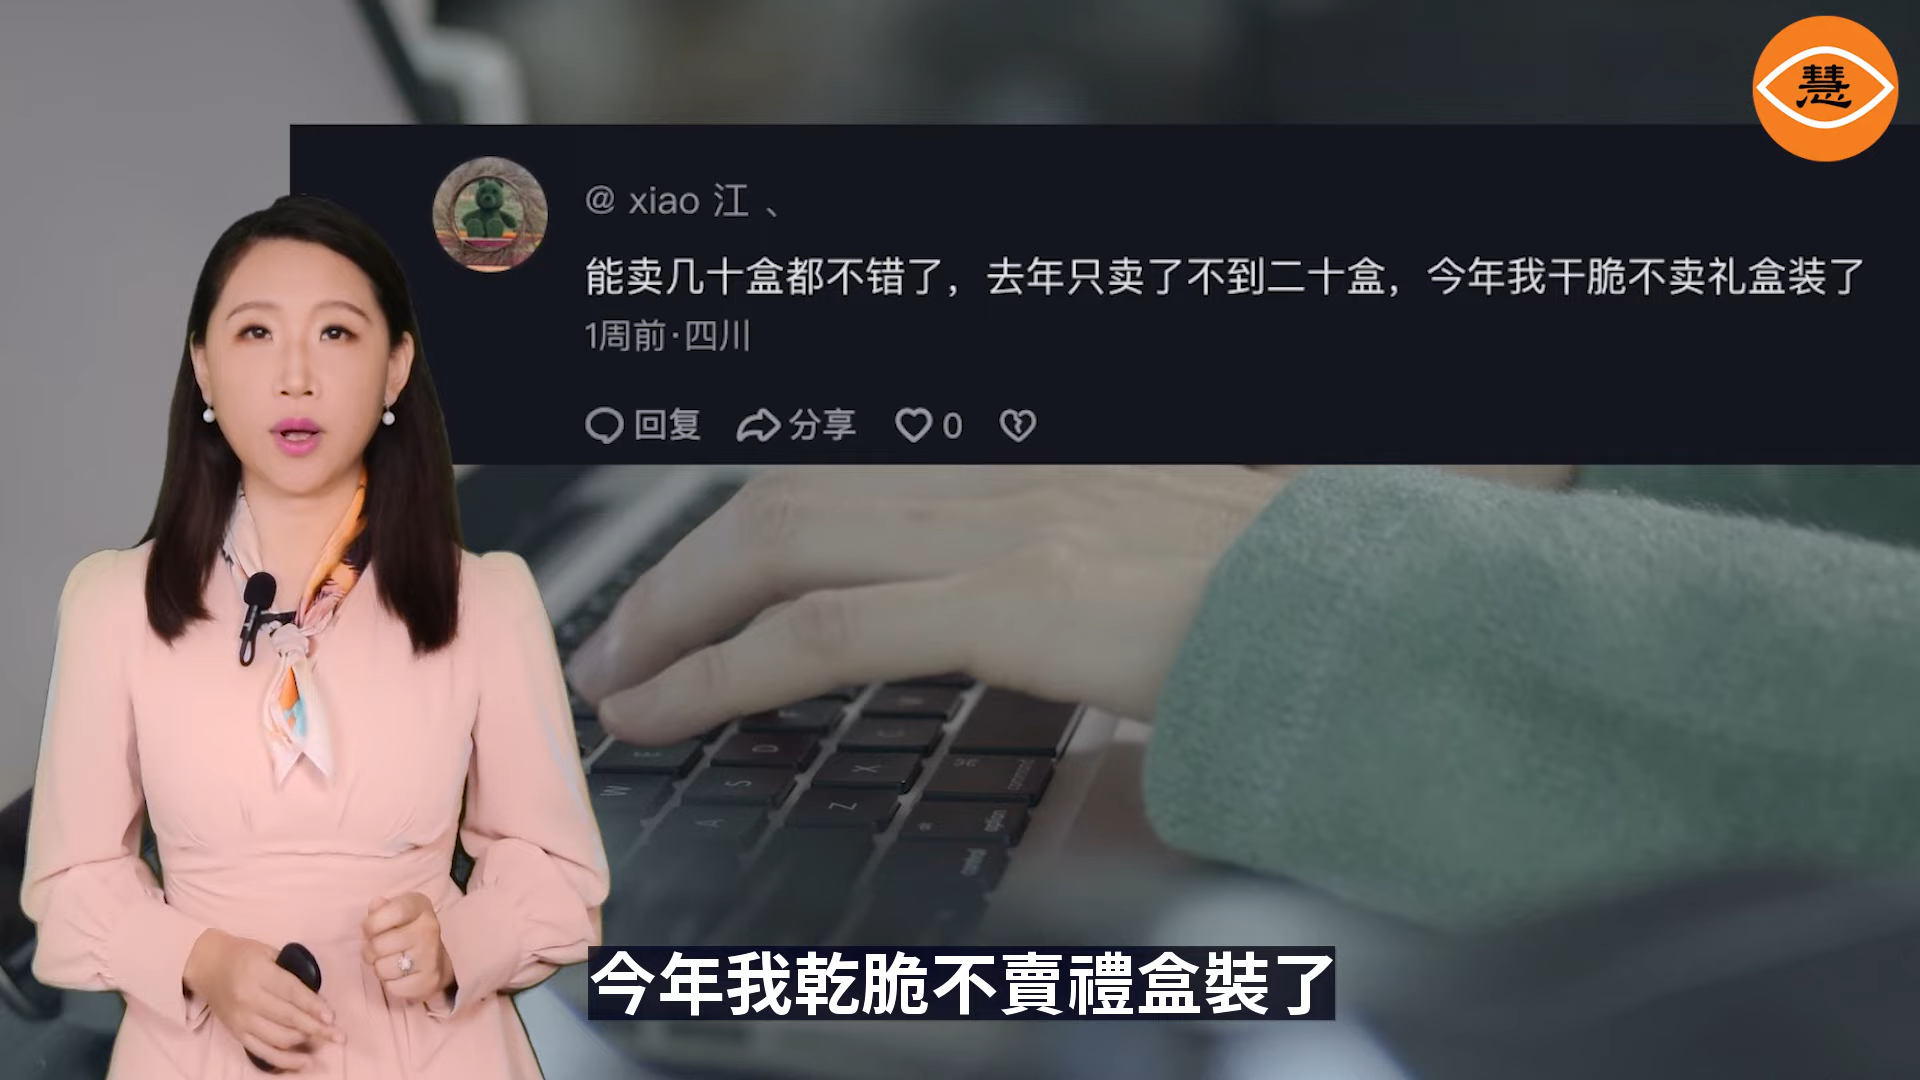 慧
@ xiao 江 、
能卖几十盒都不错了，去年只卖了不到二十盒，今年我干脆不卖礼盒装了
1周前·四川
回复 分享 0
E D C
W S X command
A Z option
今年我乾脆不賣禮盒裝了